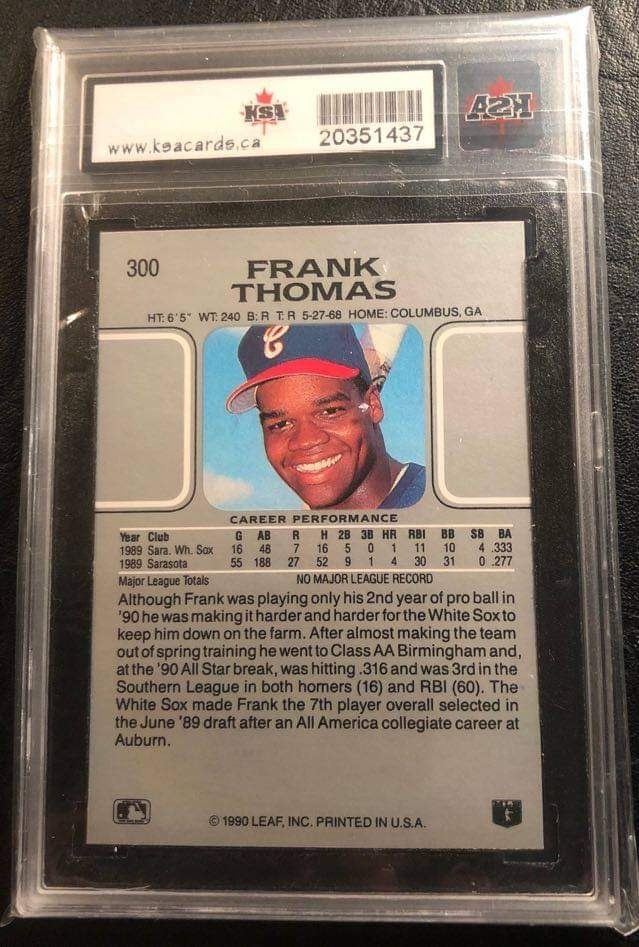 KSA
www.ksacards.ca
20351437
KSA
300
FRANK
THOMAS
HT: 6'5" WT: 240 B: R T: R 5-27-68 HOME: COLUMBUS, GA
C
CAREER PERFORMANCE
Year Club G AB R H 2B 3B HR RBI BB SB BA
1989 Sara. Wh. Sox 16 48 7 16 5 0 1 11 10 4 .333
1989 Sarasota 55 188 27 52 9 1 4 30 31 0 .277
Major League Totals NO MAJOR LEAGUE RECORD
Although Frank was playing only his 2nd year of pro ball in
'90 he was making it harder and harder for the White Sox to
keep him down on the farm. After almost making the team
out of spring training he went to Class AA Birmingham and,
at the '90 All Star break, was hitting .316 and was 3rd in the
Southern League in both homers (16) and RBI (60). The
White Sox made Frank the 7th player overall selected in
the June '89 draft after an All America collegiate career at
Auburn.
© 1990 LEAF, INC. PRINTED IN U.S.A.